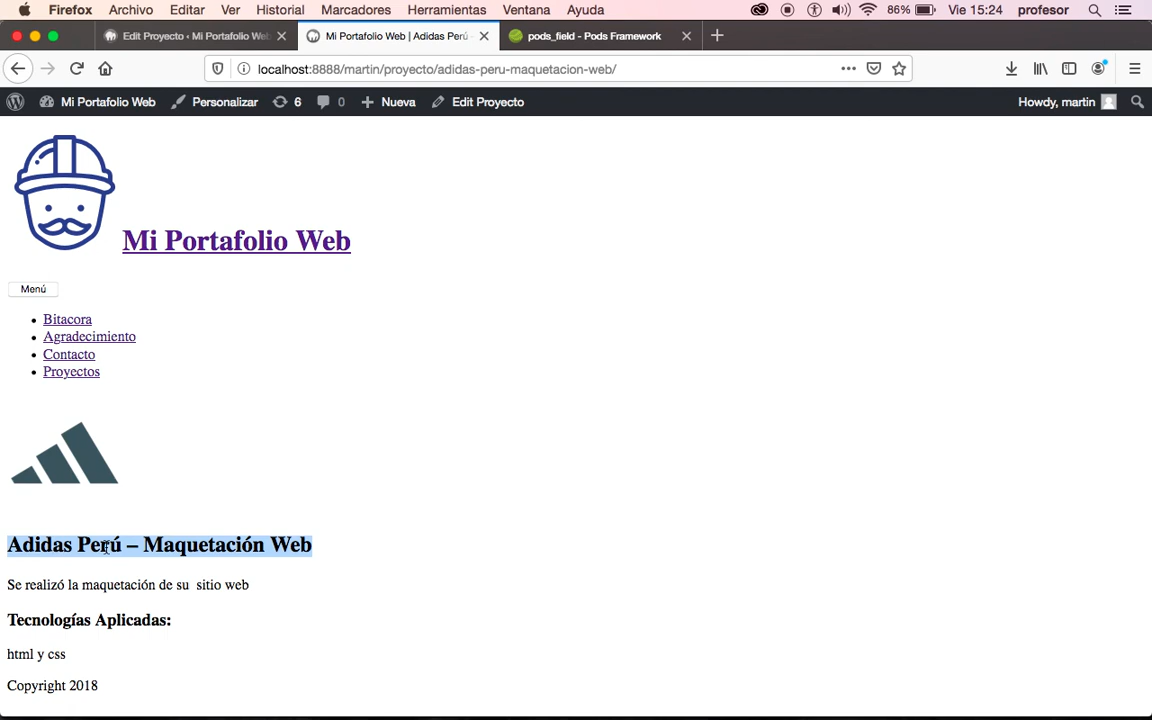 Firefox Archivo Editar Ver Historial Marcadores Herramientas Ventana Ayuda 86% Vie 15:24 profesor
Edit Proyecto ‹ Mi Portafolio Web Mi Portafolio Web | Adidas Perú - pods_field - Pods Framework
localhost:8888/martin/proyecto/adidas-peru-maquetacion-web/
Mi Portafolio Web Personalizar 6 0 Nueva Edit Proyecto Howdy, martin
Mi Portafolio Web
Menú
Bitacora
Agradecimiento
Contacto
Proyectos
Adidas Perú – Maquetación Web
Se realizó la maquetación de su sitio web
Tecnologías Aplicadas:
html y css
Copyright 2018